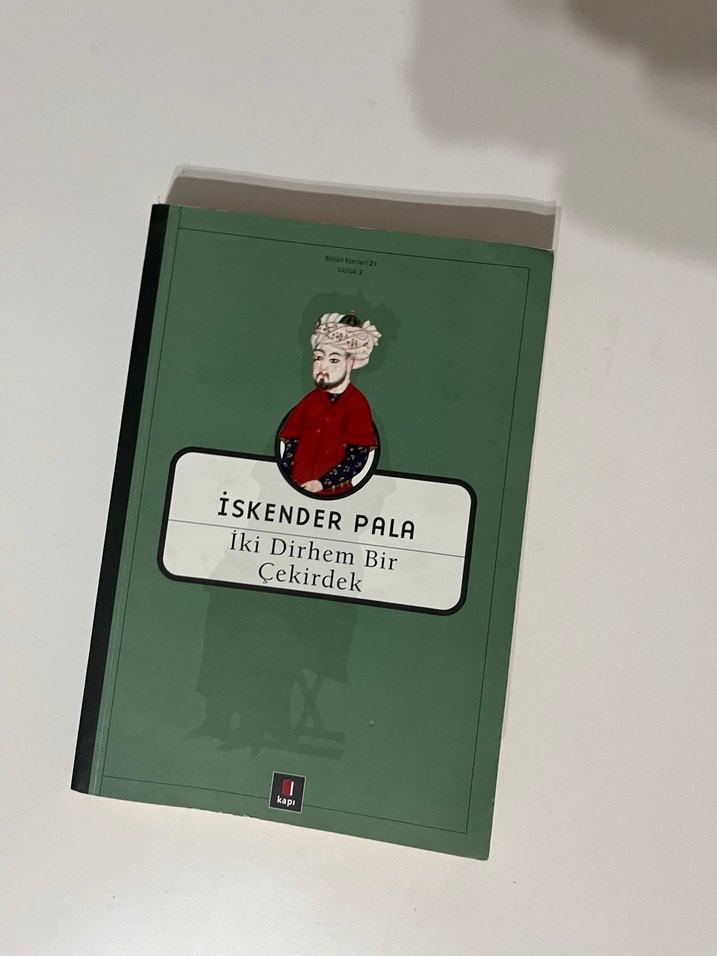 Bütün Eserleri 21
Sözlük 2
İSKENDER PALA
İki Dirhem Bir
Çekirdek
kapı